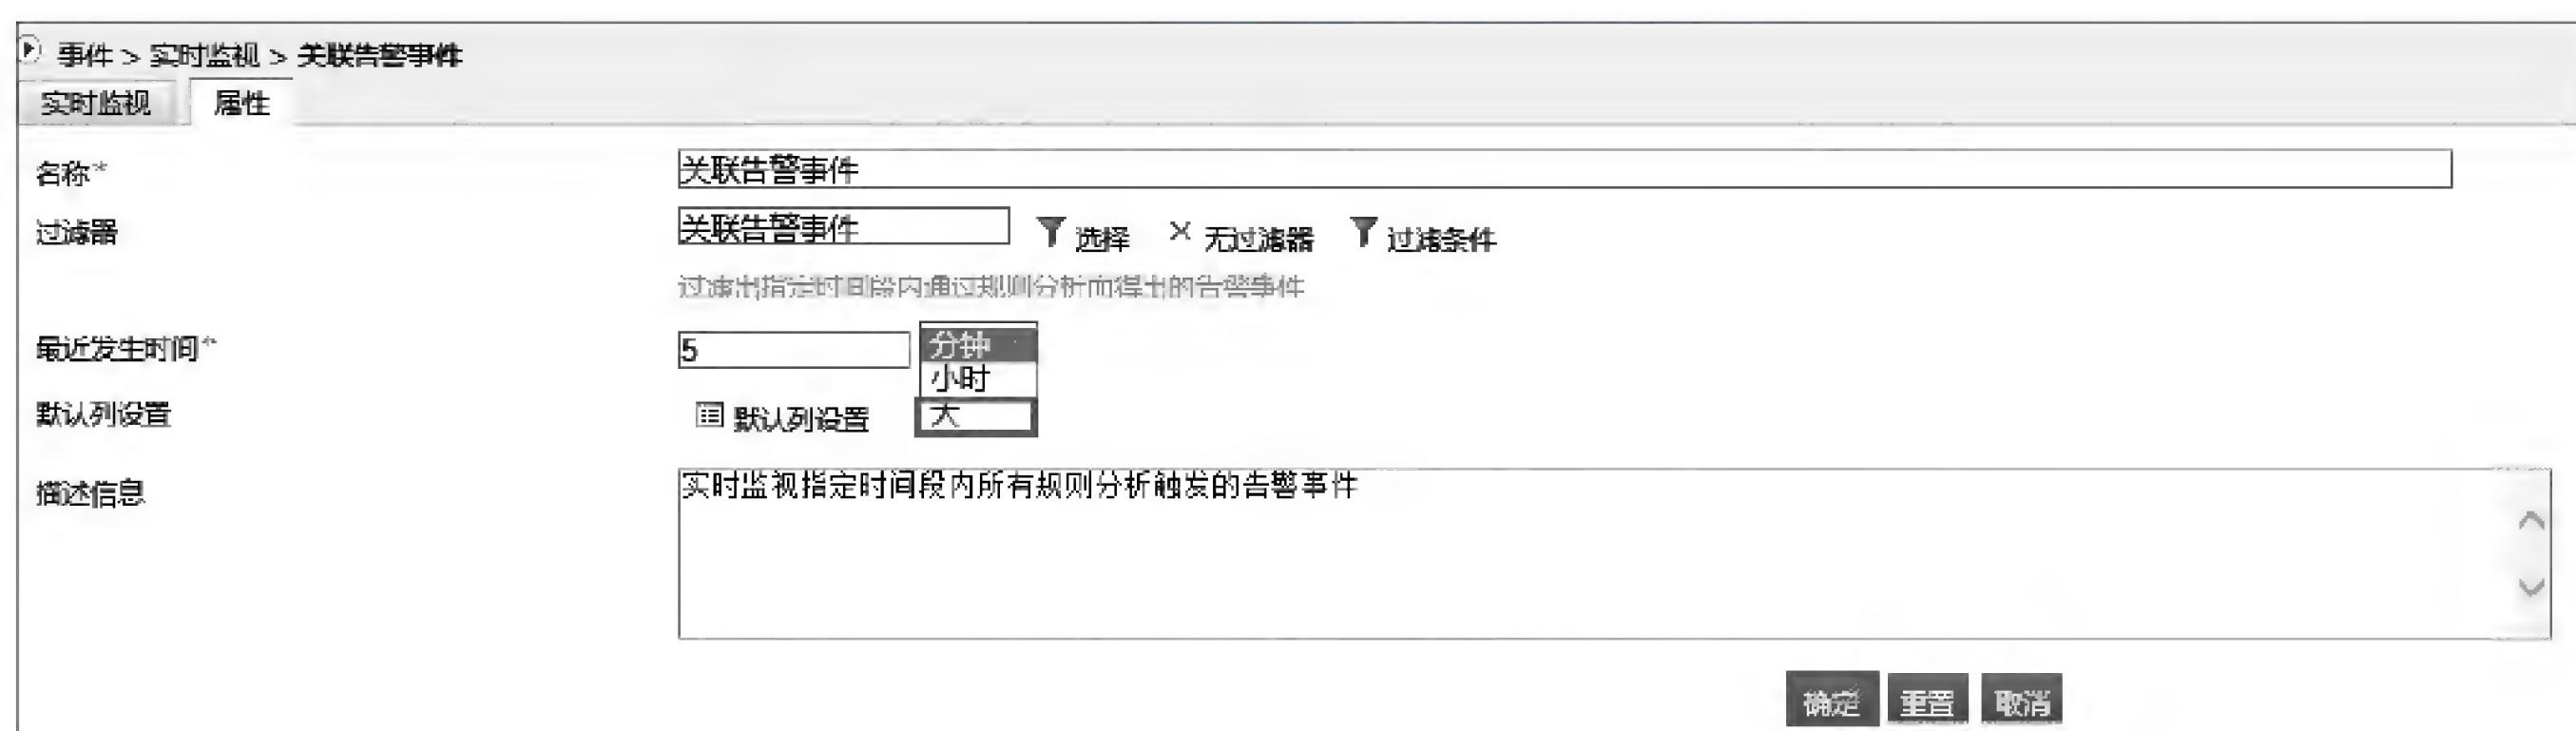 事件 > 实时监视 > 关联告警事件
实时监视 属性
名称* 关联告警事件
过滤器 关联告警事件 选择 × 无过滤器 过滤条件
过滤出指定时间段内通过规则分析而得出的告警事件
最近发生时间* 5 分钟
小时
默认列设置 默认列设置 天
描述信息 实时监视指定时间段内所有规则分析触发的告警事件
确定 重置 取消